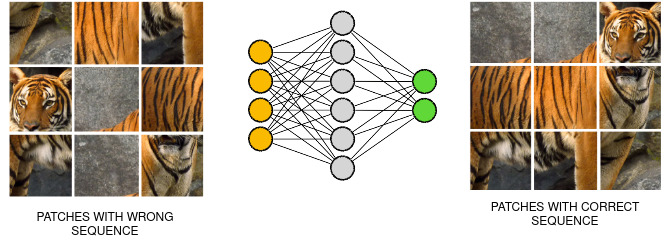 PATCHES WITH WRONG
SEQUENCE
PATCHES WITH CORRECT
SEQUENCE